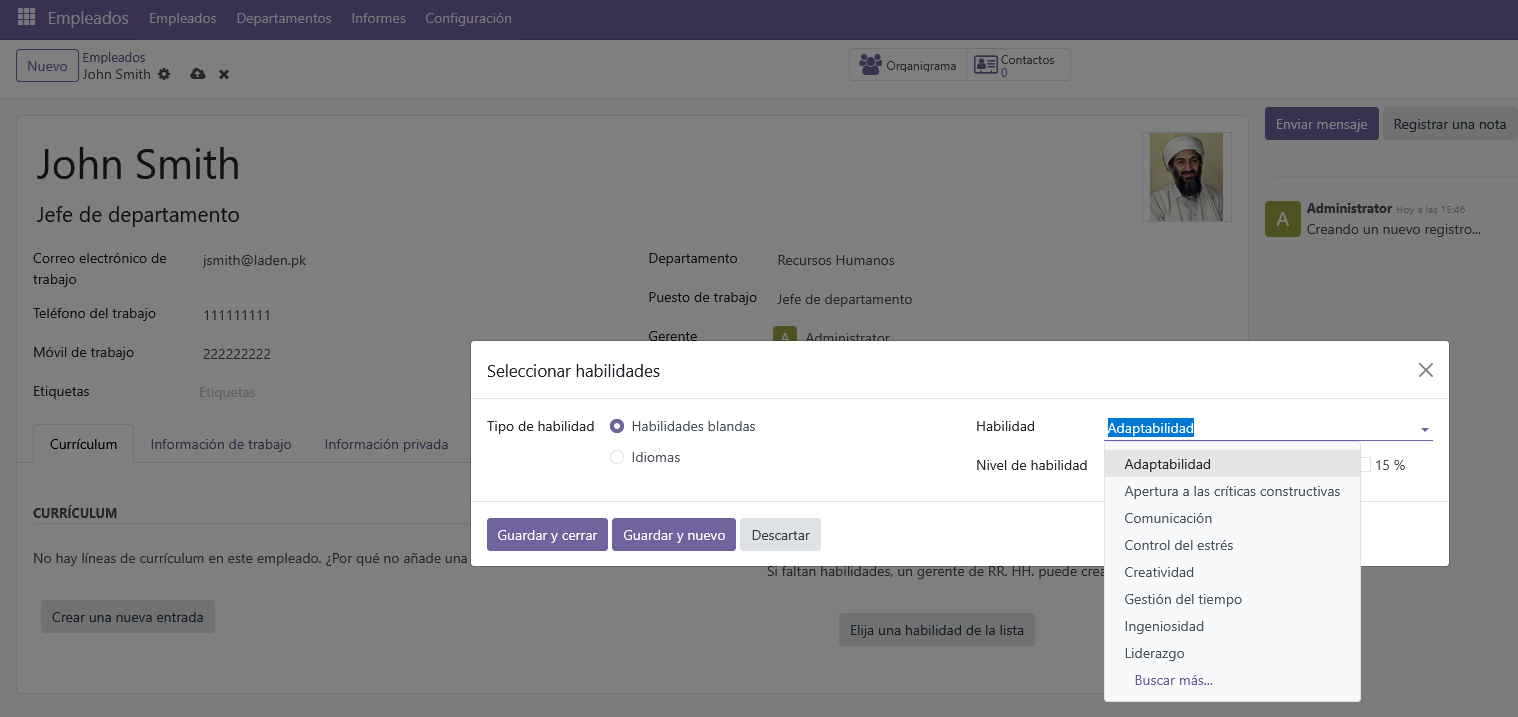 Empleados Empleados Departamentos Informes Configuración
Nuevo
Empleados
John Smith
Organigrama
Contactos
0
Enviar mensaje
Registrar una nota
John Smith
Jefe de departamento
Correo electrónico de
trabajo
jsmith@laden.pk
Teléfono del trabajo
111111111
Móvil de trabajo
222222222
Etiquetas
Etiquetas
Departamento
Recursos Humanos
Puesto de trabajo
Jefe de departamento
Gerente
A
Administrator
A
Administrator Hoy a las 15:46
Creando un nuevo registro...
Currículum
Información de trabajo
Información privada
CURRÍCULUM
No hay líneas de currículum en este empleado. ¿Por qué no añade una
Crear una nueva entrada
Si faltan habilidades, un gerente de RR. HH. puede crea
Elija una habilidad de la lista
Seleccionar habilidades
Tipo de habilidad
Habilidades blandas
Idiomas
Habilidad
Adaptabilidad
Nivel de habilidad
15 %
Adaptabilidad
Apertura a las críticas constructivas
Comunicación
Control del estrés
Creatividad
Gestión del tiempo
Ingeniosidad
Liderazgo
Buscar más...
Guardar y cerrar
Guardar y nuevo
Descartar